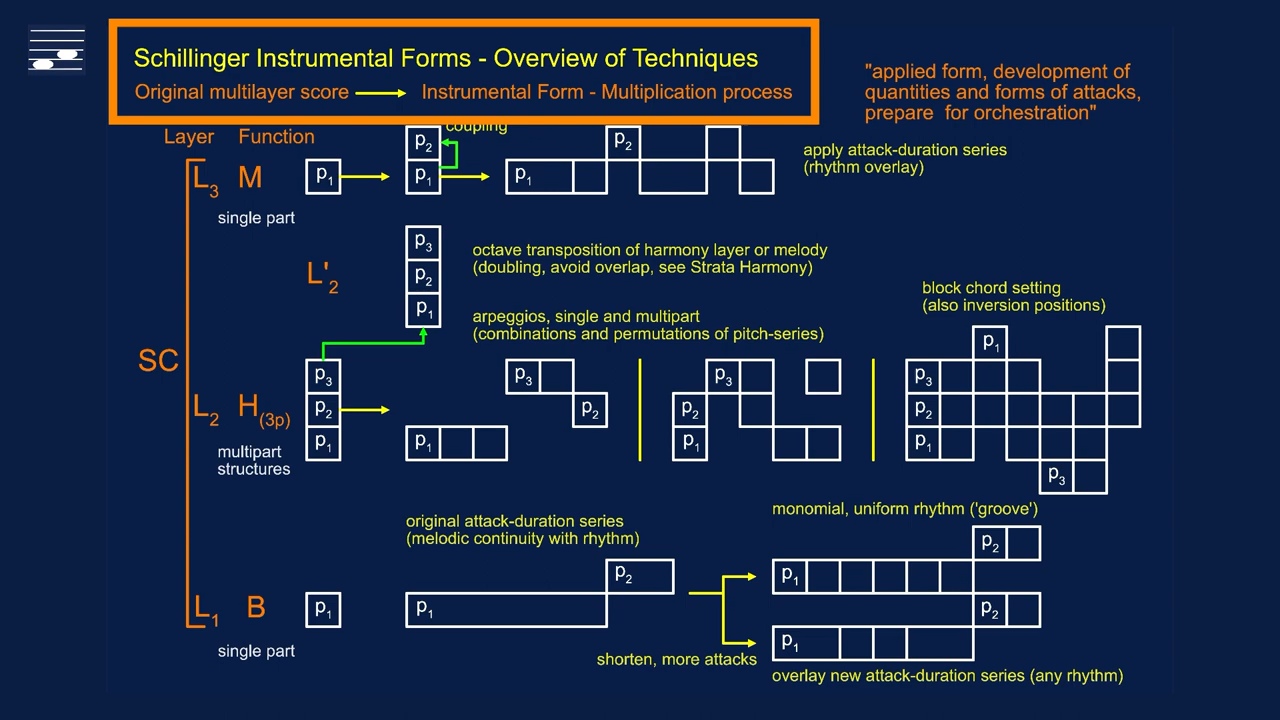 Schillinger Instrumental Forms - Overview of Techniques
Original multilayer score Instrumental Form - Multiplication process
"applied form, development of
quantities and forms of attacks,
prepare for orchestration"
Layer Function
coupling
p2 p2
L3 M p1 p1 p1
apply attack-duration series
(rhythm overlay)
single part
p3
L'2 p2
p1
octave transposition of harmony layer or melody
(doubling, avoid overlap, see Strata Harmony)
arpeggios, single and multipart
(combinations and permutations of pitch-series)
block chord setting
(also inversion positions)
p1
SC
p3 p3 p3 p3
L2 H(3p) p2 p2 p2 p2
p1 p1 p1 p1
p3
multipart
structures
original attack-duration series
(melodic continuity with rhythm)
monomial, uniform rhythm ('groove')
p2
p2 p1
L1 B p1 p1 p2
p1
single part
shorten, more attacks
overlay new attack-duration series (any rhythm)